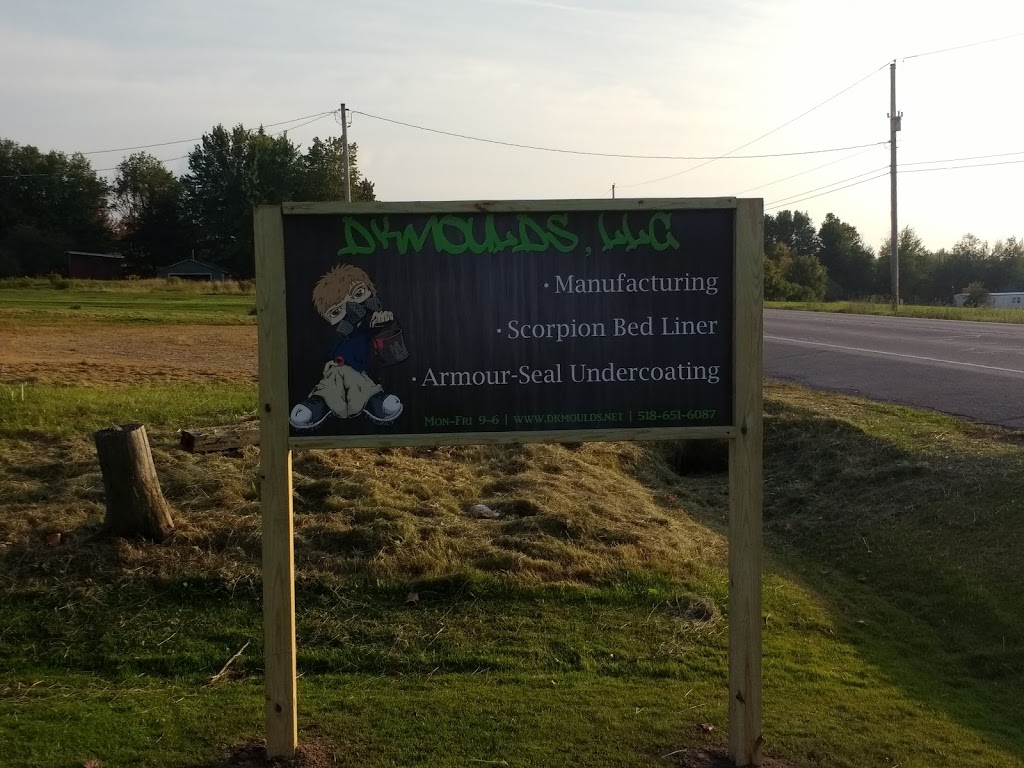 DKMOULDS, LLC
· Manufacturing
· Scorpion Bed Liner
· Armour-Seal Undercoating
Mon-Fri 9-6 | www.dkmoulds.net | 518-651-6087